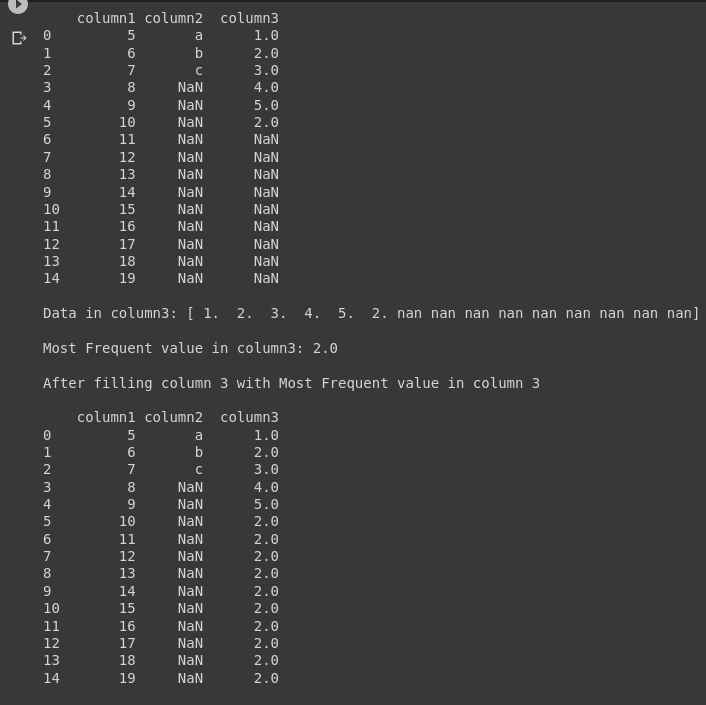 column1 column2  column3
0         5       a      1.0
1         6       b      2.0
2         7       c      3.0
3         8     NaN      4.0
4         9     NaN      5.0
5        10     NaN      2.0
6        11     NaN      NaN
7        12     NaN      NaN
8        13     NaN      NaN
9        14     NaN      NaN
10       15     NaN      NaN
11       16     NaN      NaN
12       17     NaN      NaN
13       18     NaN      NaN
14       19     NaN      NaN
Data in column3: [ 1.  2.  3.  4.  5.  2. nan nan nan nan nan nan nan nan nan]
Most Frequent value in column3: 2.0
After filling column 3 with Most Frequent value in column 3
    column1 column2  column3
0         5       a      1.0
1         6       b      2.0
2         7       c      3.0
3         8     NaN      4.0
4         9     NaN      5.0
5        10     NaN      2.0
6        11     NaN      2.0
7        12     NaN      2.0
8        13     NaN      2.0
9        14     NaN      2.0
10       15     NaN      2.0
11       16     NaN      2.0
12       17     NaN      2.0
13       18     NaN      2.0
14       19     NaN      2.0